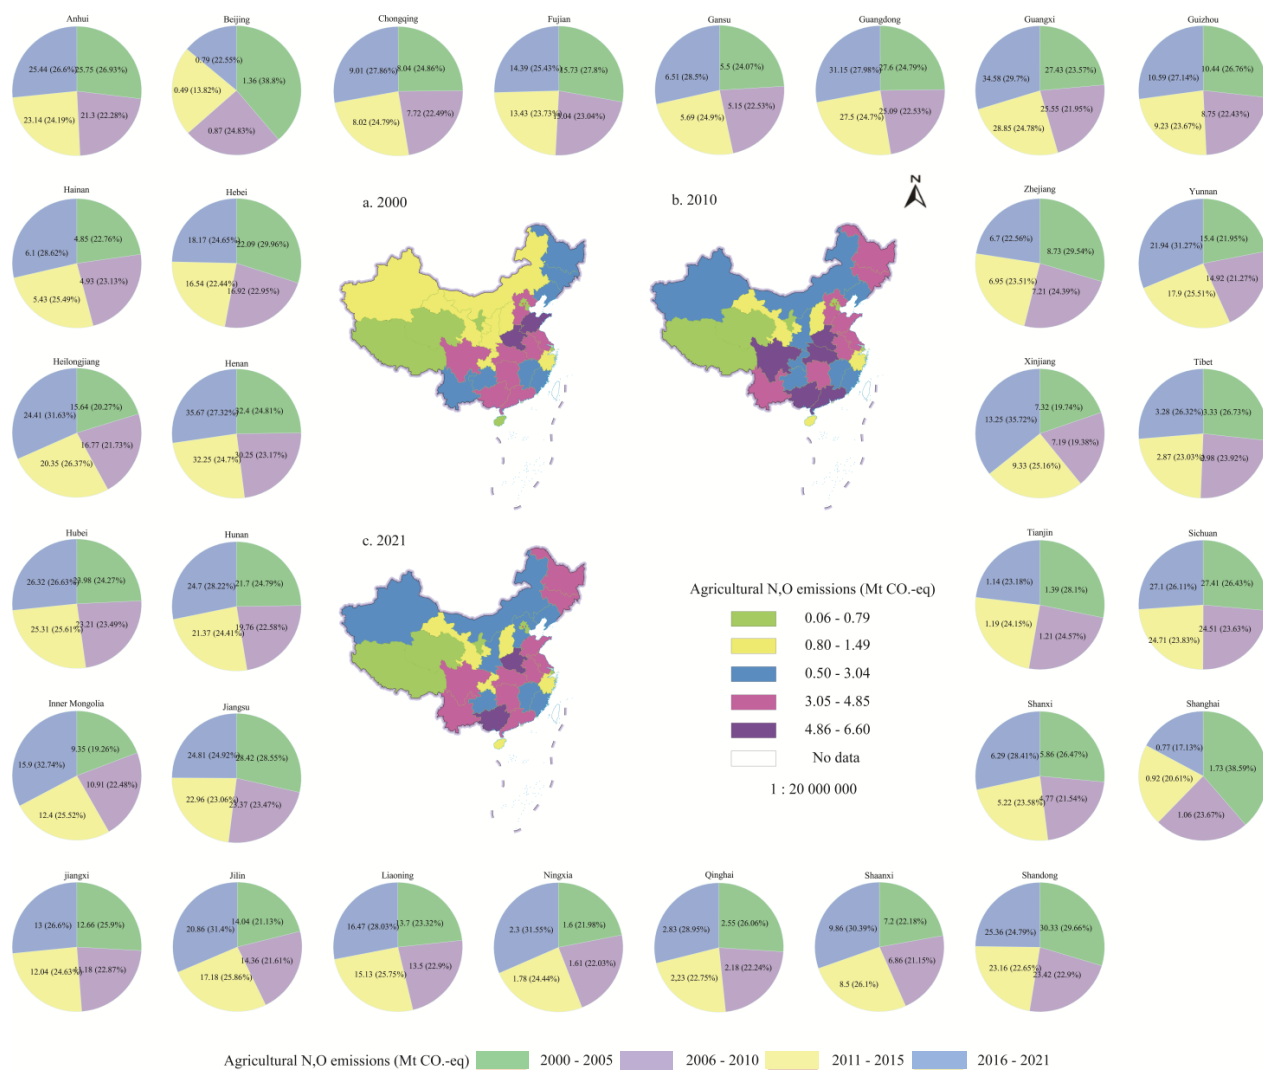 Anhui
25.44 (26.6%)
25.75 (26.93%)
23.14 (24.19%)
21.3 (22.28%)
Beijing
0.79 (22.55%)
1.36 (38.8%)
0.49 (13.82%)
0.87 (24.83%)
Chongqing
9.01 (27.86%)
8.04 (24.86%)
8.02 (24.79%)
7.72 (22.49%)
Fujian
14.39 (25.43%)
15.73 (27.8%)
13.43 (23.73%)
13.04 (23.04%)
Gansu
6.51 (28.5%)
5.5 (24.07%)
5.69 (24.9%)
5.15 (22.53%)
Guangdong
31.15 (27.98%)
27.6 (24.79%)
27.5 (24.7%)
25.09 (22.53%)
Guangxi
34.58 (29.7%)
27.43 (23.57%)
28.85 (24.78%)
25.55 (21.95%)
Guizhou
10.59 (27.14%)
10.44 (26.76%)
9.23 (23.67%)
8.75 (22.43%)
Hainan
6.1 (28.62%)
4.85 (22.76%)
5.43 (25.49%)
4.93 (23.13%)
Hebei
18.17 (24.65%)
22.09 (29.96%)
16.54 (22.44%)
16.92 (22.95%)
a. 2000
b. 2010
N
Zhejiang
6.7 (22.56%)
8.73 (29.54%)
6.95 (23.51%)
7.21 (24.39%)
Yunnan
21.94 (31.27%)
15.4 (21.95%)
17.9 (25.51%)
14.92 (21.27%)
Heilongjiang
24.41 (31.63%)
15.64 (20.27%)
20.35 (26.37%)
16.77 (21.73%)
Henan
35.67 (27.32%)
32.4 (24.81%)
32.25 (24.7%)
30.25 (23.17%)
Xinjiang
13.25 (35.72%)
7.32 (19.74%)
9.33 (25.16%)
7.19 (19.38%)
Tibet
3.28 (26.32%)
3.33 (26.73%)
2.87 (23.03%)
2.98 (23.92%)
Hubei
26.32 (26.63%)
23.98 (24.27%)
25.31 (25.61%)
23.21 (23.49%)
Hunan
24.7 (28.22%)
21.7 (24.79%)
21.37 (24.41%)
19.76 (22.58%)
c. 2021
Agricultural N,O emissions (Mt CO.-eq)
0.06 - 0.79
0.80 - 1.49
0.50 - 3.04
3.05 - 4.85
4.86 - 6.60
No data
1 : 20 000 000
Tianjin
1.14 (23.18%)
1.39 (28.1%)
1.19 (24.15%)
1.21 (24.57%)
Sichuan
27.1 (26.11%)
27.41 (26.43%)
24.71 (23.83%)
24.51 (23.63%)
Inner Mongolia
15.9 (32.74%)
9.35 (19.26%)
12.4 (25.52%)
10.91 (22.48%)
Jiangsu
24.81 (24.92%)
28.42 (28.55%)
22.96 (23.06%)
23.37 (23.47%)
Shanxi
6.29 (28.41%)
5.86 (26.47%)
5.22 (23.58%)
4.77 (21.54%)
Shanghai
0.77 (17.13%)
1.73 (38.59%)
0.92 (20.61%)
1.06 (23.67%)
jiangxi
13 (26.6%)
12.66 (25.9%)
12.04 (24.63%)
11.18 (22.87%)
Jilin
20.86 (31.4%)
14.04 (21.13%)
17.18 (25.86%)
14.36 (21.61%)
Liaoning
16.47 (28.03%)
13.7 (23.32%)
15.13 (25.75%)
13.5 (22.9%)
Ningxia
2.3 (31.55%)
1.6 (21.98%)
1.78 (24.44%)
1.61 (22.03%)
Qinghai
2.83 (28.95%)
2.55 (26.06%)
2,23 (22.75%)
2.18 (22.24%)
Shaanxi
9.86 (30.39%)
7.2 (22.18%)
8.5 (26.1%)
6.86 (21.15%)
Shandong
25.36 (24.79%)
30.33 (29.66%)
23.16 (22.65%)
23.42 (22.9%)
Agricultural N,O emissions (Mt CO.-eq)
2000 - 2005
2006 - 2010
2011 - 2015
2016 - 2021